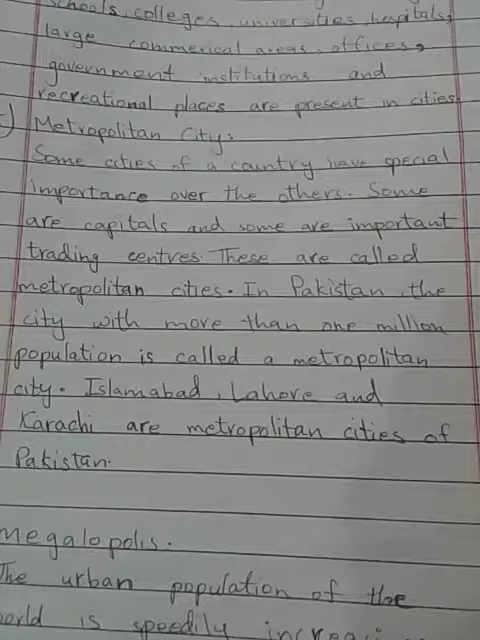 schools, colleges, universities, hospitals,
large commerical areas, offices,
government institutions and
recreational places are present in cities
c) Metropolitan City:
Some cities of a country have special
importance over the others. Some
are capitals and some are important
trading centres. These are called
metropolitan cities. In Pakistan, the
city with more than one million
population is called a metropolitan
city. Islamabad, Lahore and
Karachi are metropolitan cities of
Pakistan.
megalopolis.
The urban population of the
world is speedily